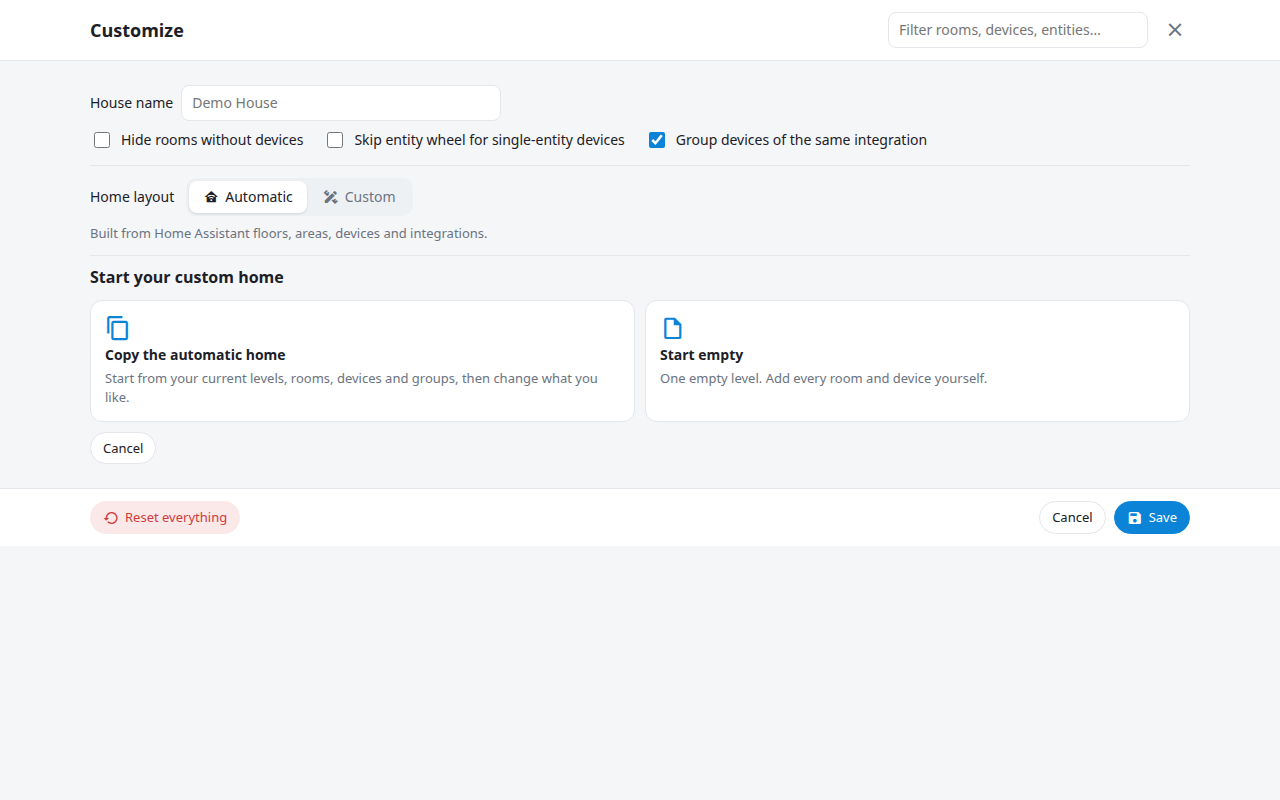 Customize
Filter rooms, devices, entities...
House name
Demo House
Hide rooms without devices
Skip entity wheel for single-entity devices
Group devices of the same integration
Home layout
Automatic
Custom
Built from Home Assistant floors, areas, devices and integrations.
Start your custom home
Copy the automatic home
Start from your current levels, rooms, devices and groups, then change what you
like.
Start empty
One empty level. Add every room and device yourself.
Cancel
Reset everything
Cancel
Save